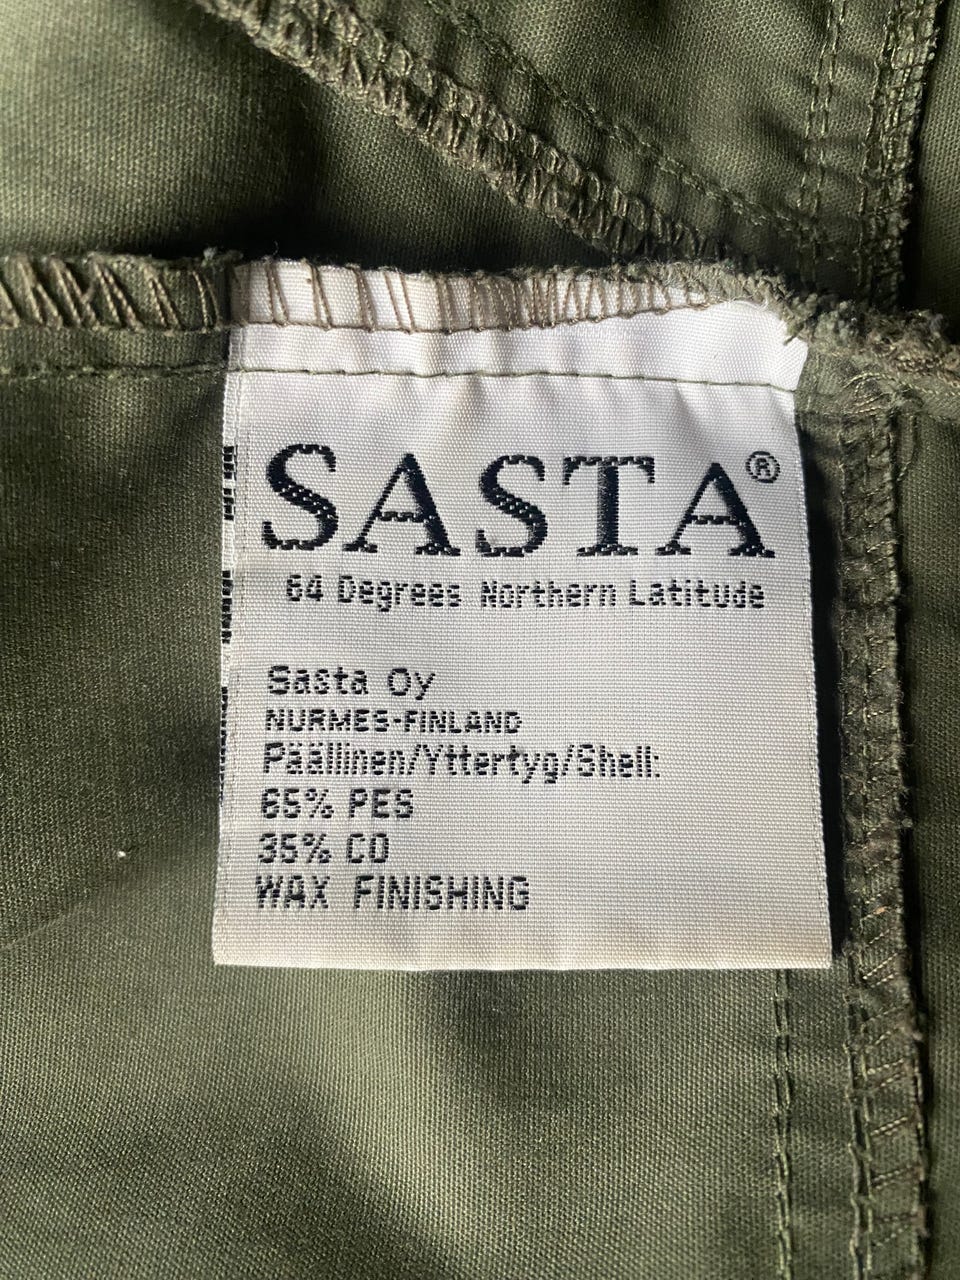 SASTA®
64 Degrees Northern Latitude
Sasta Oy
NURMES-FINLAND
Päällinen/Yttertyg/Shell:
65% PES
35% CO
WAX FINISHING